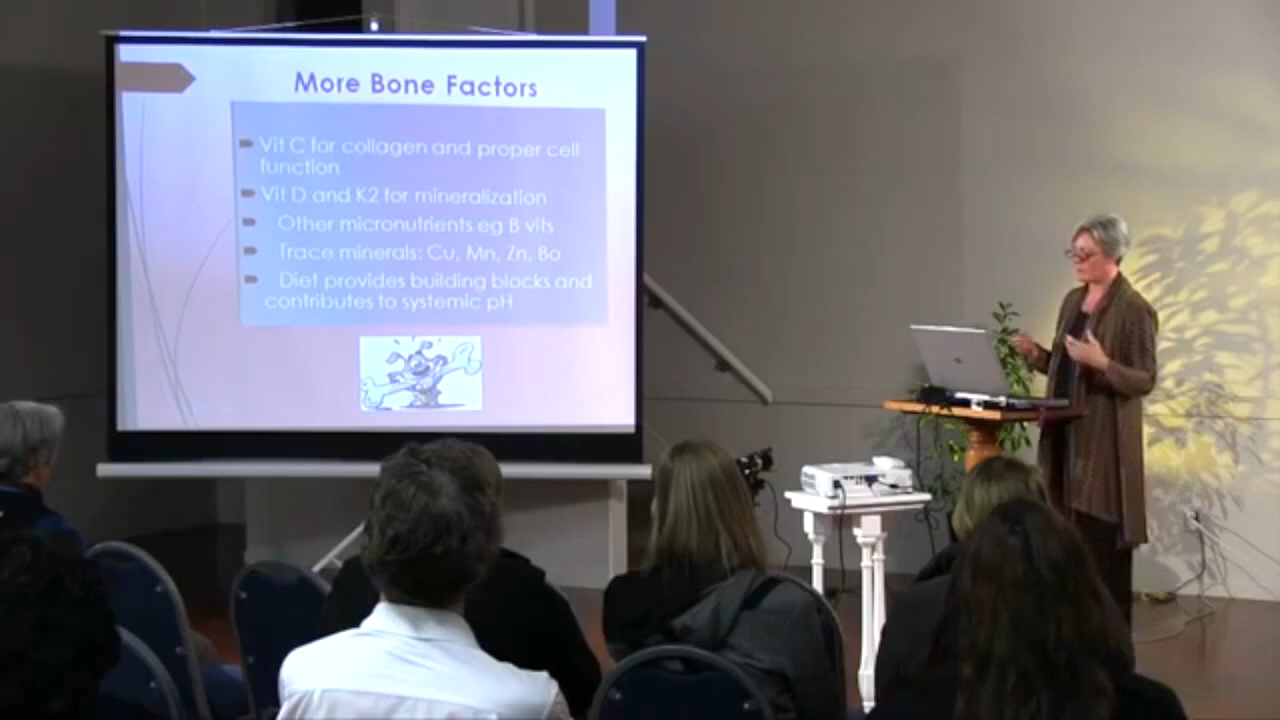 More Bone Factors
Vit C for collagen and proper cell
function
Vit D and K2 for mineralization
Other micronutrients eg B vits
Trace minerals: Cu, Mn, Zn, Bo
Diet provides building blocks and
contributes to systemic pH